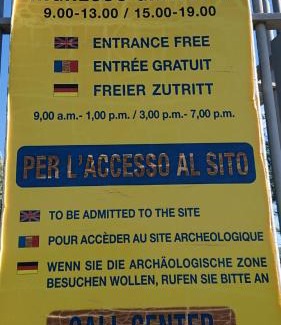 9.00-13.00 / 15.00-19.00
ENTRANCE FREE
ENTRÉE GRATUIT
FREIER ZUTRITT
9,00 a.m.- 1,00 p.m. / 3,00 p.m.- 7,00 p.m.
PER L'ACCESSO AL SITO
TO BE ADMITTED TO THE SITE
POUR ACCÈDER AU SITE ARCHEOLOGIQUE
WENN SIE DIE ARCHÄOLOGISCHE ZONE
BESUCHEN WOLLEN, RUFEN SIE BITTE AN
CALL CENTER